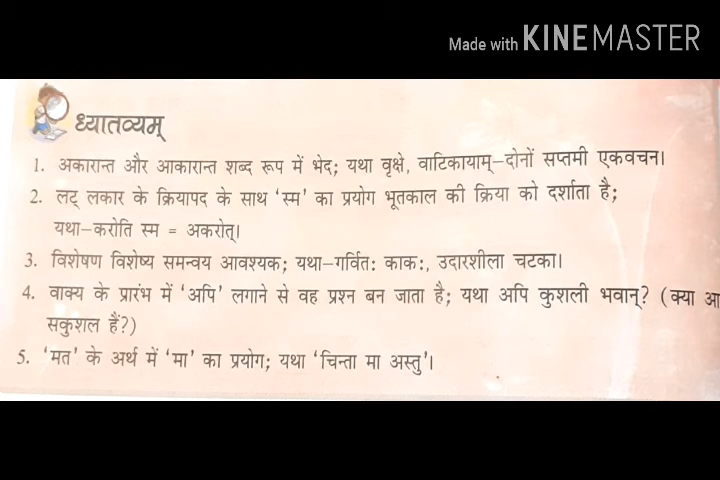 Made with KINEMASTER
ध्यातव्यम्
1. अकारान्त और आकारान्त शब्द रूप में भेद; यथा वृक्षे, वाटिकायाम्–दोनों सप्तमी एकवचन।
2. लट् लकार के क्रियापद के साथ 'स्म' का प्रयोग भूतकाल की क्रिया को दर्शाता है;
यथा–करोति स्म = अकरोत्।
3. विशेषण विशेष्य समन्वय आवश्यक; यथा–गर्वितः काकः, उदारशीला चटका।
4. वाक्य के प्रारंभ में 'अपि' लगाने से वह प्रश्न बन जाता है; यथा अपि कुशली भवान्? (क्या आ
सकुशल हैं?)
5. 'मत' के अर्थ में 'मा' का प्रयोग; यथा 'चिन्ता मा अस्तु'।